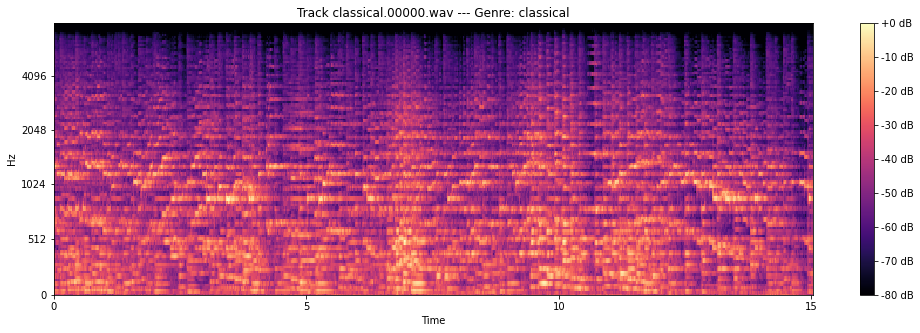 Track classical.00000.wav --- Genre: classical
Hz
4096
2048
1024
512
0
0 5 10 15
Time
+0 dB
-10 dB
-20 dB
-30 dB
-40 dB
-50 dB
-60 dB
-70 dB
-80 dB